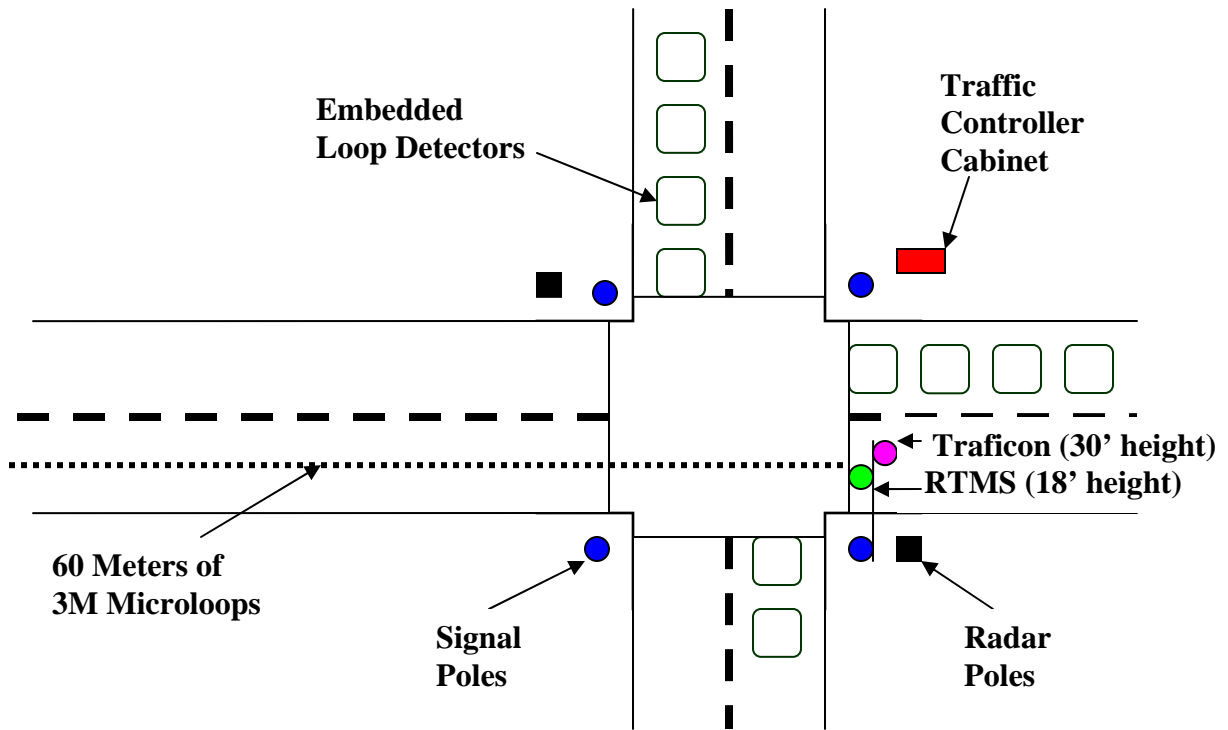 Embedded
Loop Detectors
Traffic
Controller
Cabinet
Traficon (30’ height)
RTMS (18’ height)
60 Meters of
3M Microloops
Signal
Poles
Radar
Poles